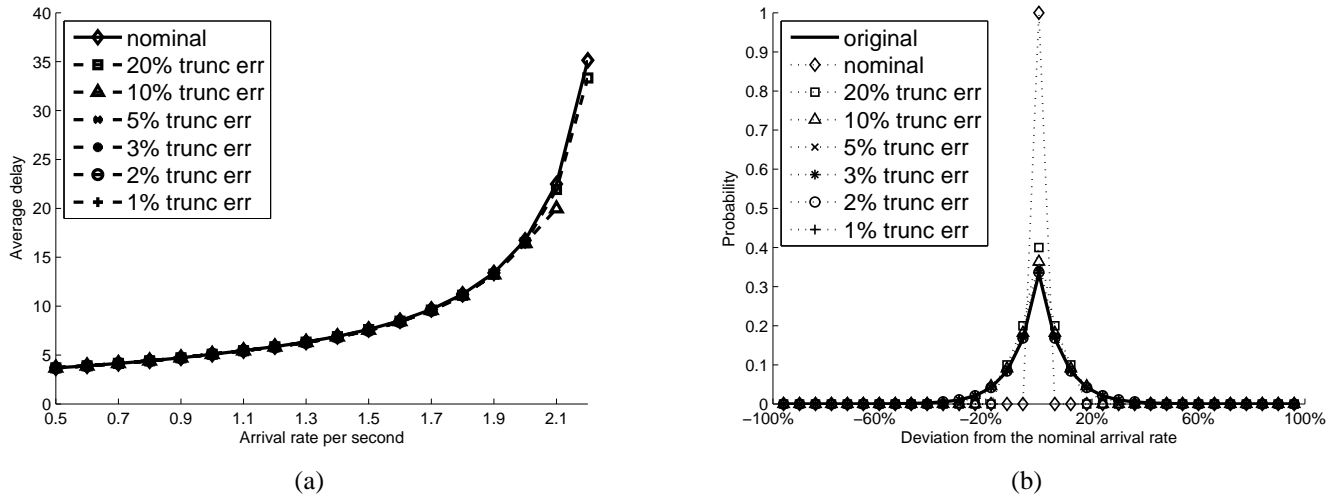 40
35
30
25
20
15
10
5
0
Average delay
nominal
20% trunc err
10% trunc err
5% trunc err
3% trunc err
2% trunc err
1% trunc err
0.5 0.7 0.9 1.1 1.3 1.5 1.7 1.9 2.1
Arrival rate per second
(a)
1
0.9
0.8
0.7
0.6
0.5
0.4
0.3
0.2
0.1
0
Probability
original
nominal
20% trunc err
10% trunc err
5% trunc err
3% trunc err
2% trunc err
1% trunc err
−100% −60% −20% 20% 60% 100%
Deviation from the nominal arrival rate
(b)